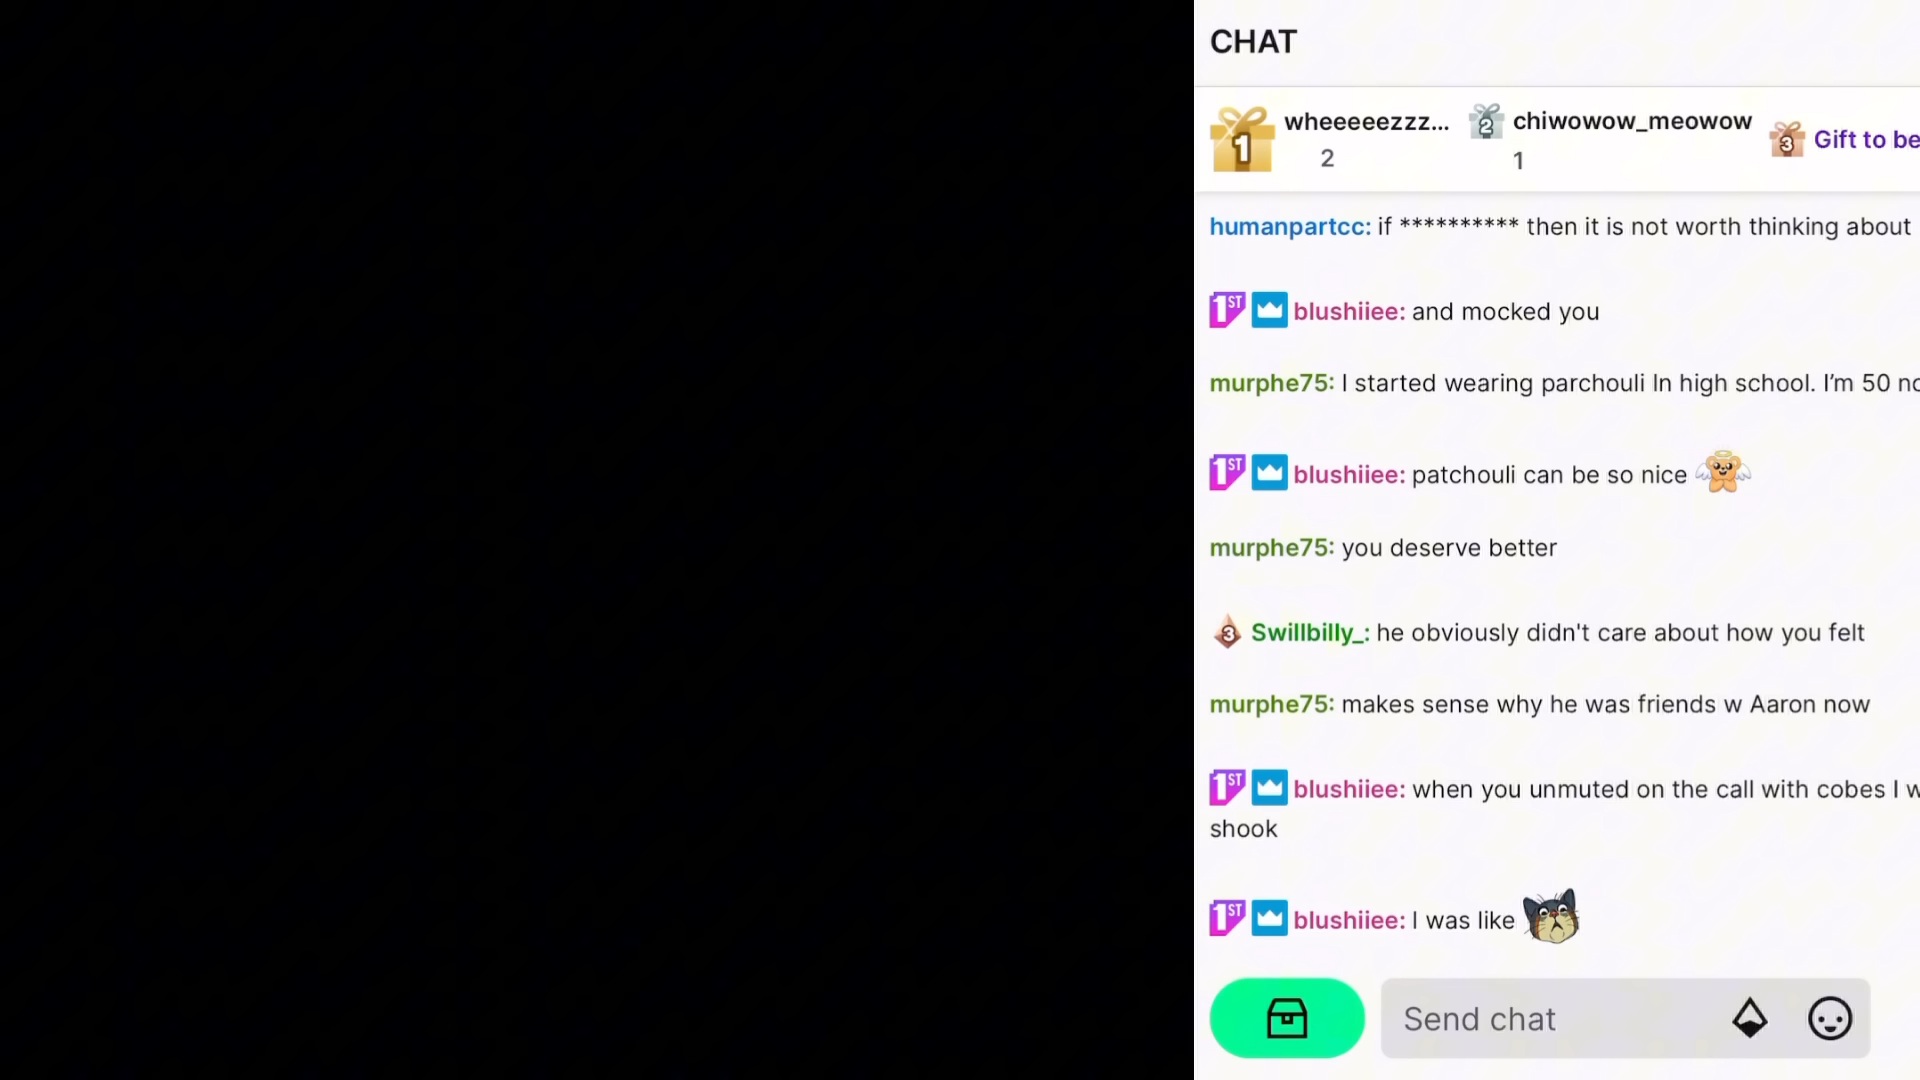 CHAT
1 wheeeeezzz... 2 chiwowow_meowow 3 Gift to be
2 1
humanpartcc: if ********** then it is not worth thinking about
1ST blushiiee: and mocked you
murphe75: I started wearing parchouli In high school. I’m 50
1ST blushiiee: patchouli can be so nice
murphe75: you deserve better
3 Swillbilly_: he obviously didn't care about how you felt
murphe75: makes sense why he was friends w Aaron now
1ST blushiiee: when you unmuted on the call with cobes I
shook
1ST blushiiee: I was like
Send chat